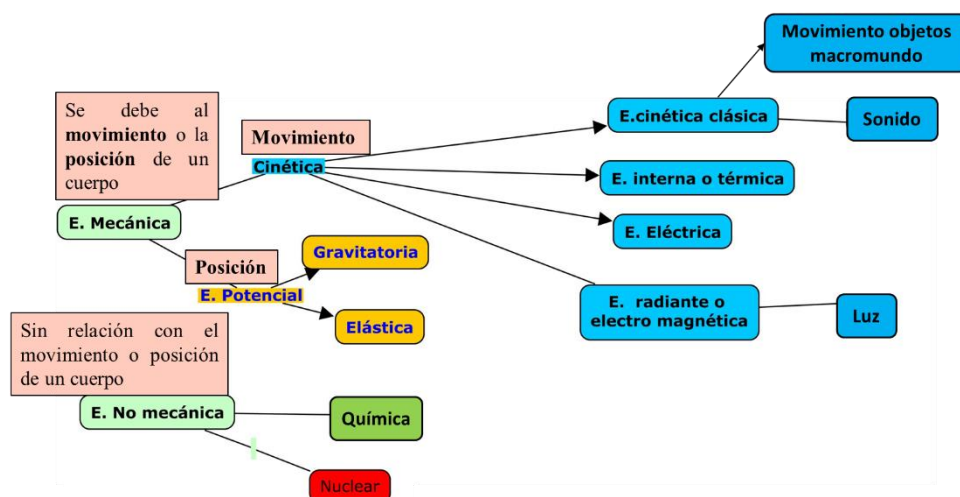 Movimiento objetos
macromundo
Se debe al
movimiento o la
posición de un
cuerpo
Movimiento
Cinética
E.cinética clásica
Sonido
E. interna o térmica
E. Mecánica
E. Eléctrica
Gravitatoria
Posición
E. Potencial
E. radiante o
electro magnética
Luz
Elástica
Sin relación con el
movimiento o posición
de un cuerpo
E. No mecánica
Química
Nuclear